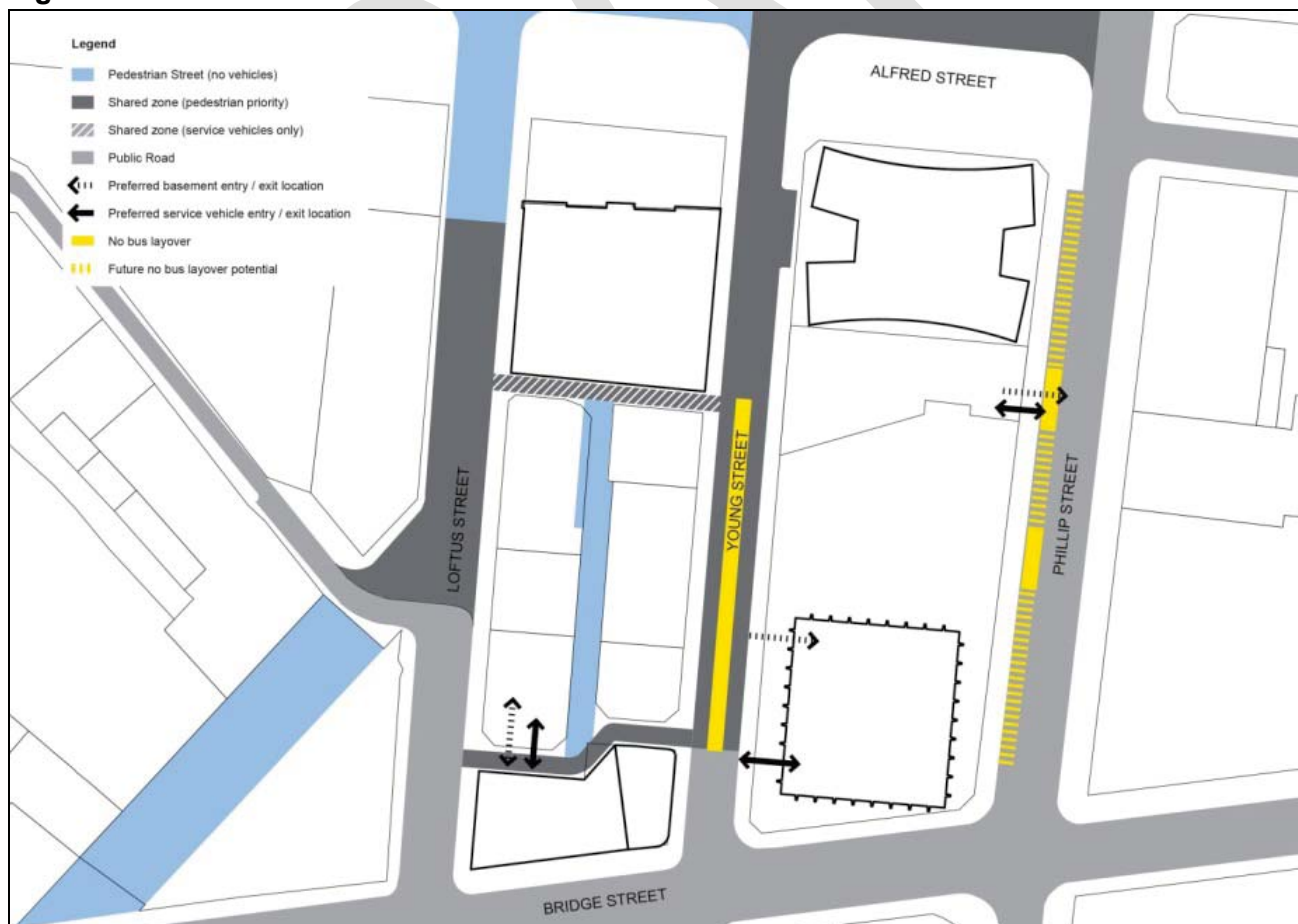 Legend
Pedestrian Street (no vehicles)
Shared zone (pedestrian priority)
Shared zone (service vehicles only)
Public Road
Preferred basement entry / exit location
Preferred service vehicle entry / exit location
No bus layover
Future no bus layover potential
ALFRED STREET
LOFTUS STREET
YOUNG STREET
PHILLIP STREET
BRIDGE STREET